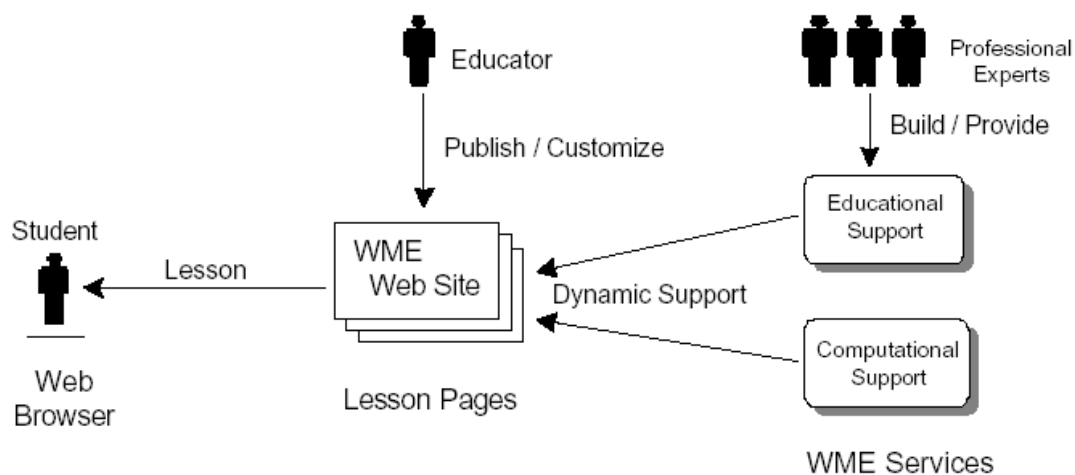 Educator
Professional
Experts
Build / Provide
Publish / Customize
Educational
Support
Student
WME
Web Site
Lesson
Dynamic Support
Computational
Support
Web
Browser
Lesson Pages
WME Services